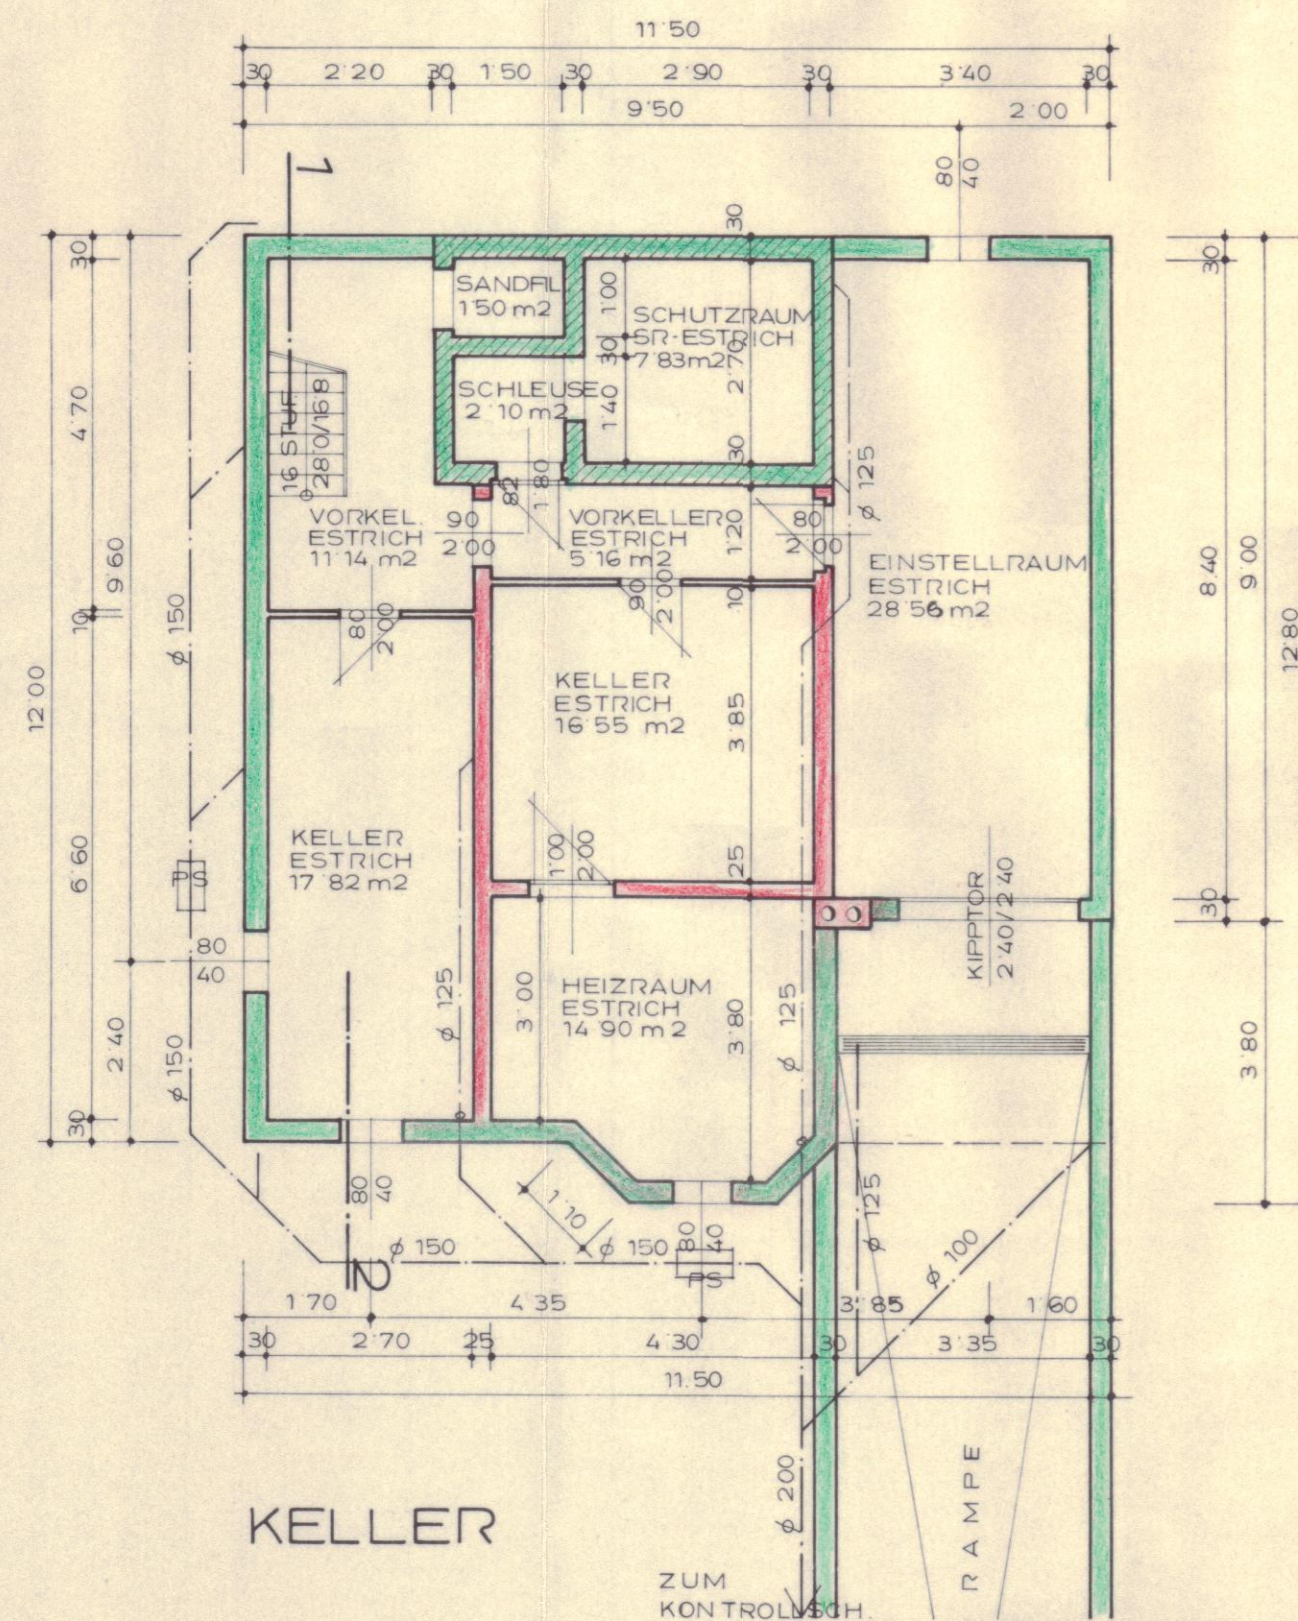 11'50
30 2'20 30 1'50 30 2'90 30 3'40 30
9'50 2'00
80
40
1
30
30
4'70
9'60
10
12'00
6'60
2'40
30
SANDFIL
1'50 m2
1'00
SCHUTZRAUM
SR-ESTRICH
7'83m2
30
2'70
SCHLEUSE
2'10 m2
1'40
30
16 STUF.
28'0/16'8
82
1'80
ø 125
VORKEL.
ESTRICH
11'14 m2
90
2'00
VORKELLER
ESTRICH
5'16 m2
1'20
80
2'00
EINSTELLRAUM
ESTRICH
28'56 m2
30
8'40
9'00
12'80
30
3'80
ø 150
80
2'00
90
2'00
10
KELLER
ESTRICH
16'55 m2
3'85
KELLER
ESTRICH
17'82 m2
1'00
2'00
25
PS
80
40
KIPPTOR
2'40/2'40
HEIZRAUM
ESTRICH
14'90 m2
3'00
3'80
ø 125
ø 125
ø 150
80
40
1'10
ø 150
ø 150
80
40
PS
2
ø 125
ø 100
1'70 4'35 3'85 1'60
30 2'70 25 4'30 30 3'35 30
11'50
KELLER
ø 200
RAMPE
ZUM
KONTROLLSCH.